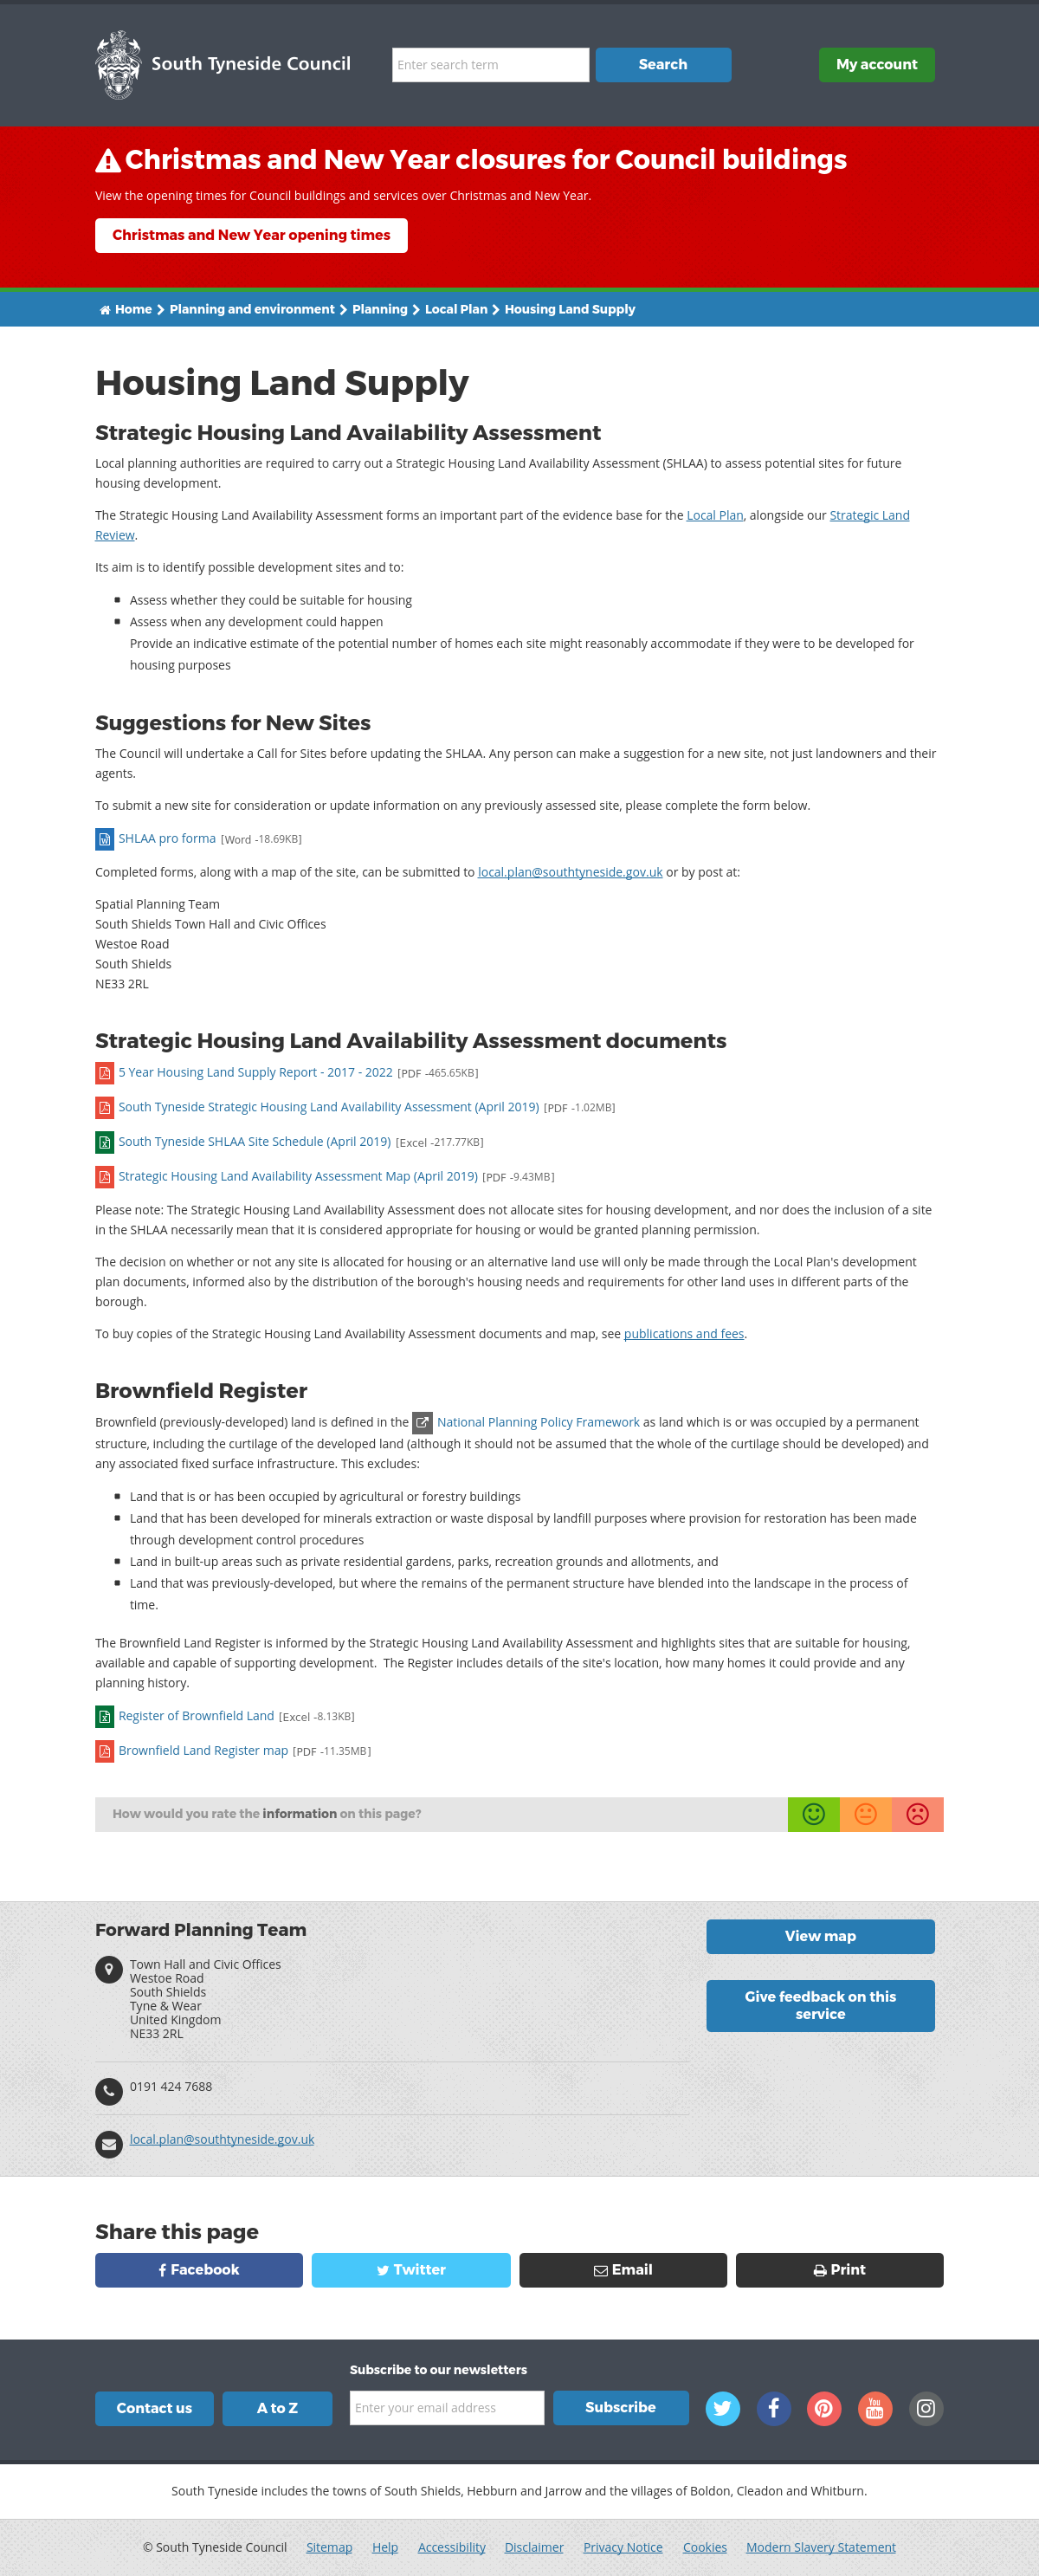 South Tyneside Council
Enter search term
Search
My account
Christmas and New Year closures for Council buildings
View the opening times for Council buildings and services over Christmas and New Year.
Christmas and New Year opening times
Home > Planning and environment > Planning > Local Plan > Housing Land Supply
Housing Land Supply
Strategic Housing Land Availability Assessment
Local planning authorities are required to carry out a Strategic Housing Land Availability Assessment (SHLAA) to assess potential sites for future
housing development.
The Strategic Housing Land Availability Assessment forms an important part of the evidence base for the Local Plan, alongside our Strategic Land
Review.
Its aim is to identify possible development sites and to:
Assess whether they could be suitable for housing
Assess when any development could happen
Provide an indicative estimate of the potential number of homes each site might reasonably accommodate if they were to be developed for
housing purposes
Suggestions for New Sites
The Council will undertake a Call for Sites before updating the SHLAA. Any person can make a suggestion for a new site, not just landowners and their
agents.
To submit a new site for consideration or update information on any previously assessed site, please complete the form below.
SHLAA pro forma [Word -18.69KB]
Completed forms, along with a map of the site, can be submitted to local.plan@southtyneside.gov.uk or by post at:
Spatial Planning Team
South Shields Town Hall and Civic Offices
Westoe Road
South Shields
NE33 2RL
Strategic Housing Land Availability Assessment documents
5 Year Housing Land Supply Report - 2017 - 2022 [PDF -465.65KB]
South Tyneside Strategic Housing Land Availability Assessment (April 2019) [PDF -1.02MB]
South Tyneside SHLAA Site Schedule (April 2019) [Excel -217.77KB]
Strategic Housing Land Availability Assessment Map (April 2019) [PDF -9.43MB]
Please note: The Strategic Housing Land Availability Assessment does not allocate sites for housing development, and nor does the inclusion of a site
in the SHLAA necessarily mean that it is considered appropriate for housing or would be granted planning permission.
The decision on whether or not any site is allocated for housing or an alternative land use will only be made through the Local Plan's development
plan documents, informed also by the distribution of the borough's housing needs and requirements for other land uses in different parts of the
borough.
To buy copies of the Strategic Housing Land Availability Assessment documents and map, see publications and fees.
Brownfield Register
Brownfield (previously-developed) land is defined in the National Planning Policy Framework as land which is or was occupied by a permanent
structure, including the curtilage of the developed land (although it should not be assumed that the whole of the curtilage should be developed) and
any associated fixed surface infrastructure. This excludes:
Land that is or has been occupied by agricultural or forestry buildings
Land that has been developed for minerals extraction or waste disposal by landfill purposes where provision for restoration has been made
through development control procedures
Land in built-up areas such as private residential gardens, parks, recreation grounds and allotments, and
Land that was previously-developed, but where the remains of the permanent structure have blended into the landscape in the process of
time.
The Brownfield Land Register is informed by the Strategic Housing Land Availability Assessment and highlights sites that are suitable for housing,
available and capable of supporting development. The Register includes details of the site's location, how many homes it could provide and any
planning history.
Register of Brownfield Land [Excel -8.13KB]
Brownfield Land Register map [PDF -11.35MB]
How would you rate the information on this page?
Forward Planning Team
Town Hall and Civic Offices
Westoe Road
South Shields
Tyne & Wear
United Kingdom
NE33 2RL
0191 424 7688
local.plan@southtyneside.gov.uk
View map
Give feedback on this
service
Share this page
Facebook
Twitter
Email
Print
Contact us
A to Z
Subscribe to our newsletters
Enter your email address
Subscribe
You Tube
South Tyneside includes the towns of South Shields, Hebburn and Jarrow and the villages of Boldon, Cleadon and Whitburn.
© South Tyneside Council Sitemap Help Accessibility Disclaimer Privacy Notice Cookies Modern Slavery Statement